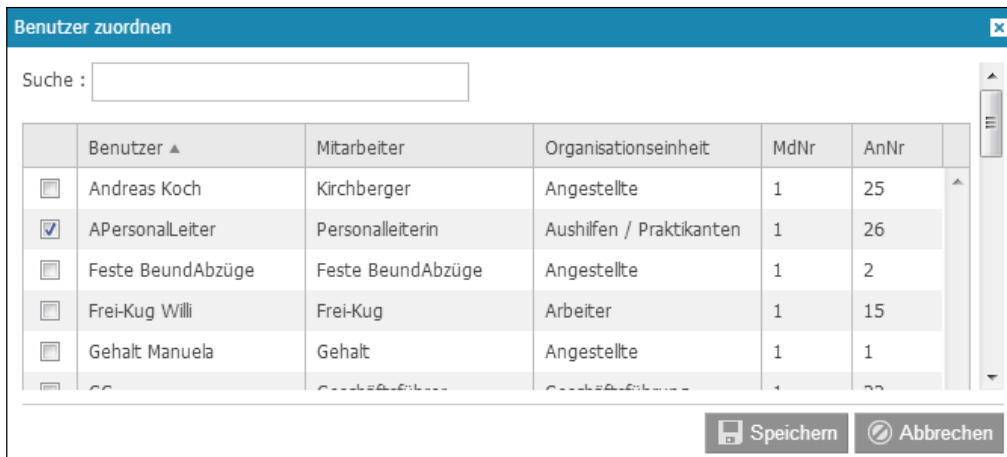 Benutzer zuordnen
Suche :
Benutzer Mitarbeiter Organisationseinheit MdNr AnNr
Andreas Koch Kirchberger Angestellte 1 25
APersonalLeiter Personalleiterin Aushilfen / Praktikanten 1 26
Feste BeundAbzüge Feste BeundAbzüge Angestellte 1 2
Frei-Kug Willi Frei-Kug Arbeiter 1 15
Gehalt Manuela Gehalt Angestellte 1 1
Geschäftsführer Geschäftsführung
Speichern Abbrechen